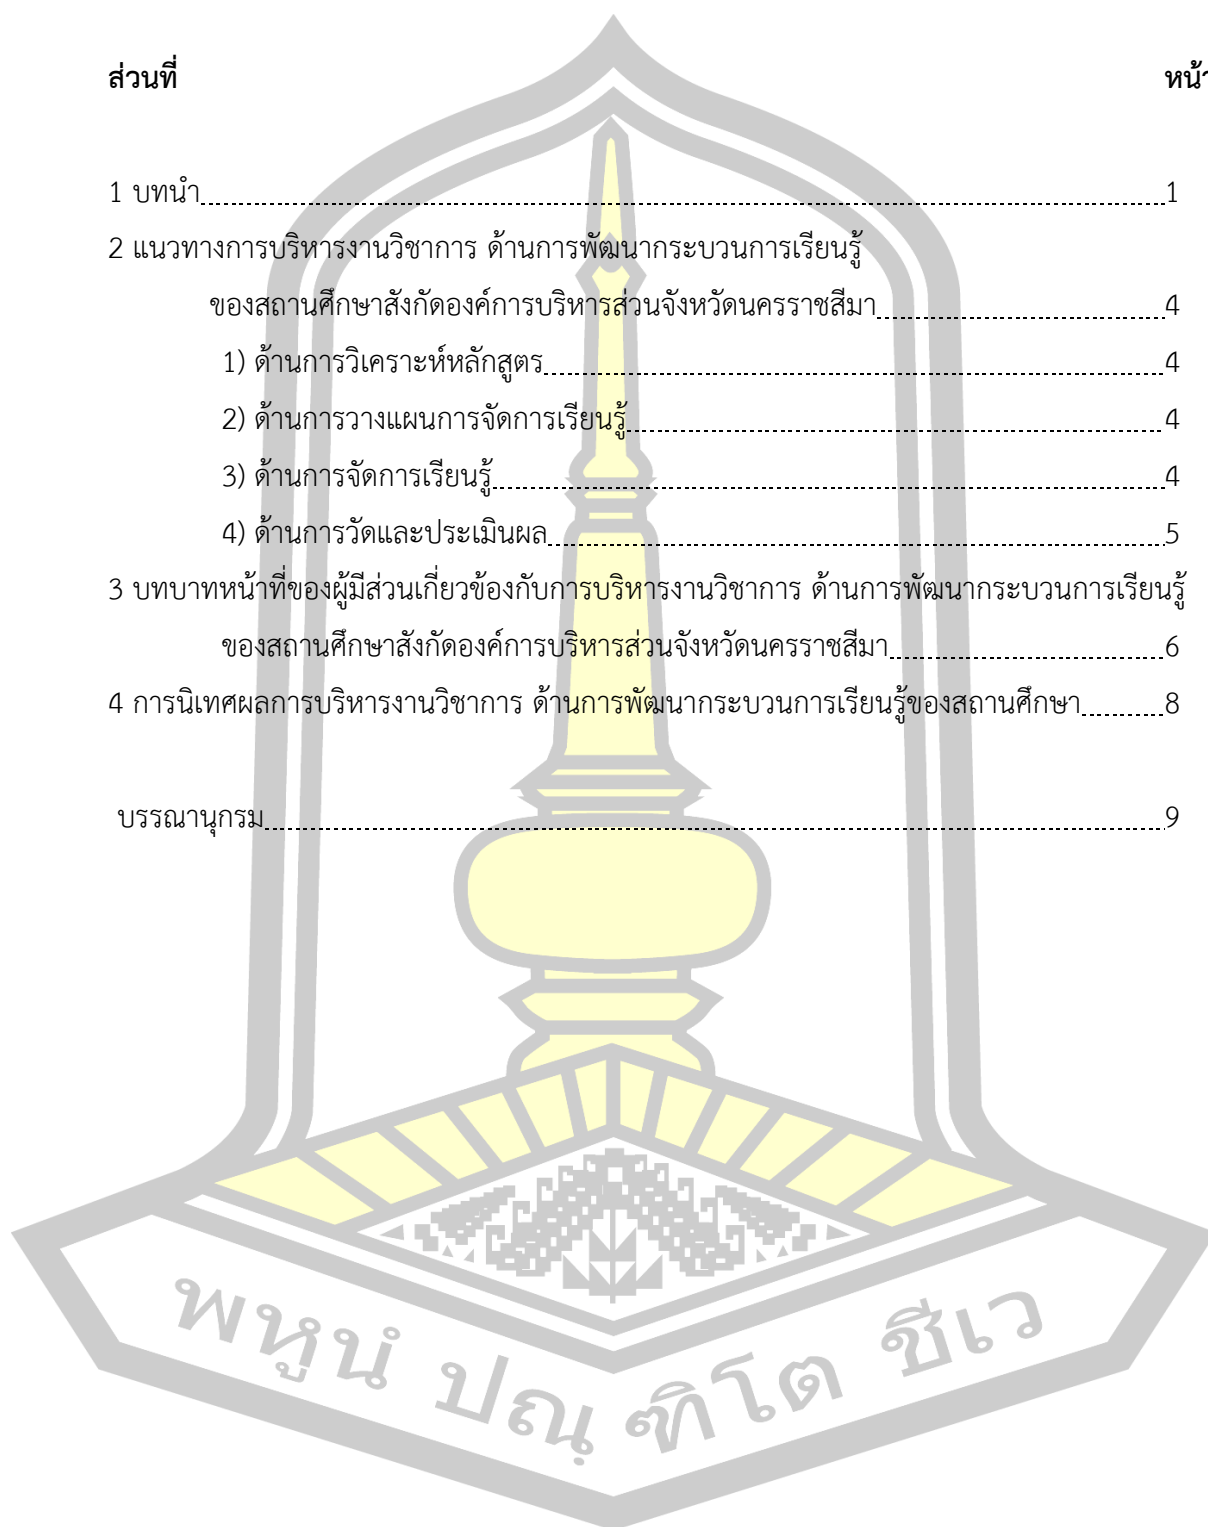 ส่วนที่ หน้า
1 บทนำ 1
2 แนวทางการบริหารงานวิชาการ ด้านการพัฒนากระบวนการเรียนรู้
ของสถานศึกษาสังกัดองค์การบริหารส่วนจังหวัดนครราชสีมา 4
1) ด้านการวิเคราะห์หลักสูตร 4
2) ด้านการวางแผนการจัดการเรียนรู้ 4
3) ด้านการจัดการเรียนรู้ 4
4) ด้านการวัดและประเมินผล 5
3 บทบาทหน้าที่ของผู้มีส่วนเกี่ยวข้องกับการบริหารงานวิชาการ ด้านการพัฒนากระบวนการเรียนรู้
ของสถานศึกษาสังกัดองค์การบริหารส่วนจังหวัดนครราชสีมา 6
4 การนิเทศผลการบริหารงานวิชาการ ด้านการพัฒนากระบวนการเรียนรู้ของสถานศึกษา 8
บรรณานุกรม 9
พหูนํ ปณฺฑิโต ชีเว